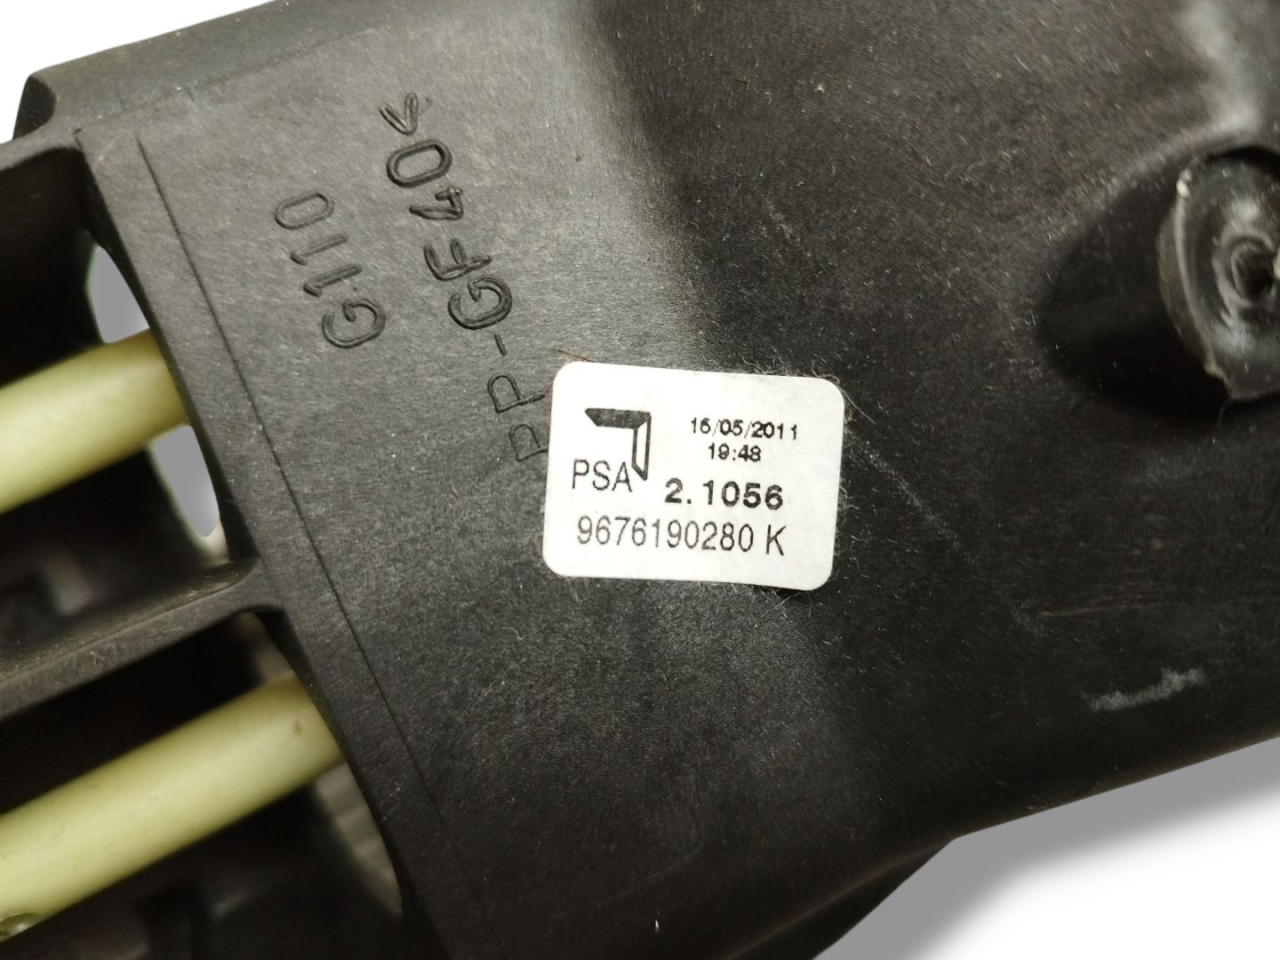 G110
PP-GF40<
16/05/2011
19:48
PSA
2.1056
9676190280 K